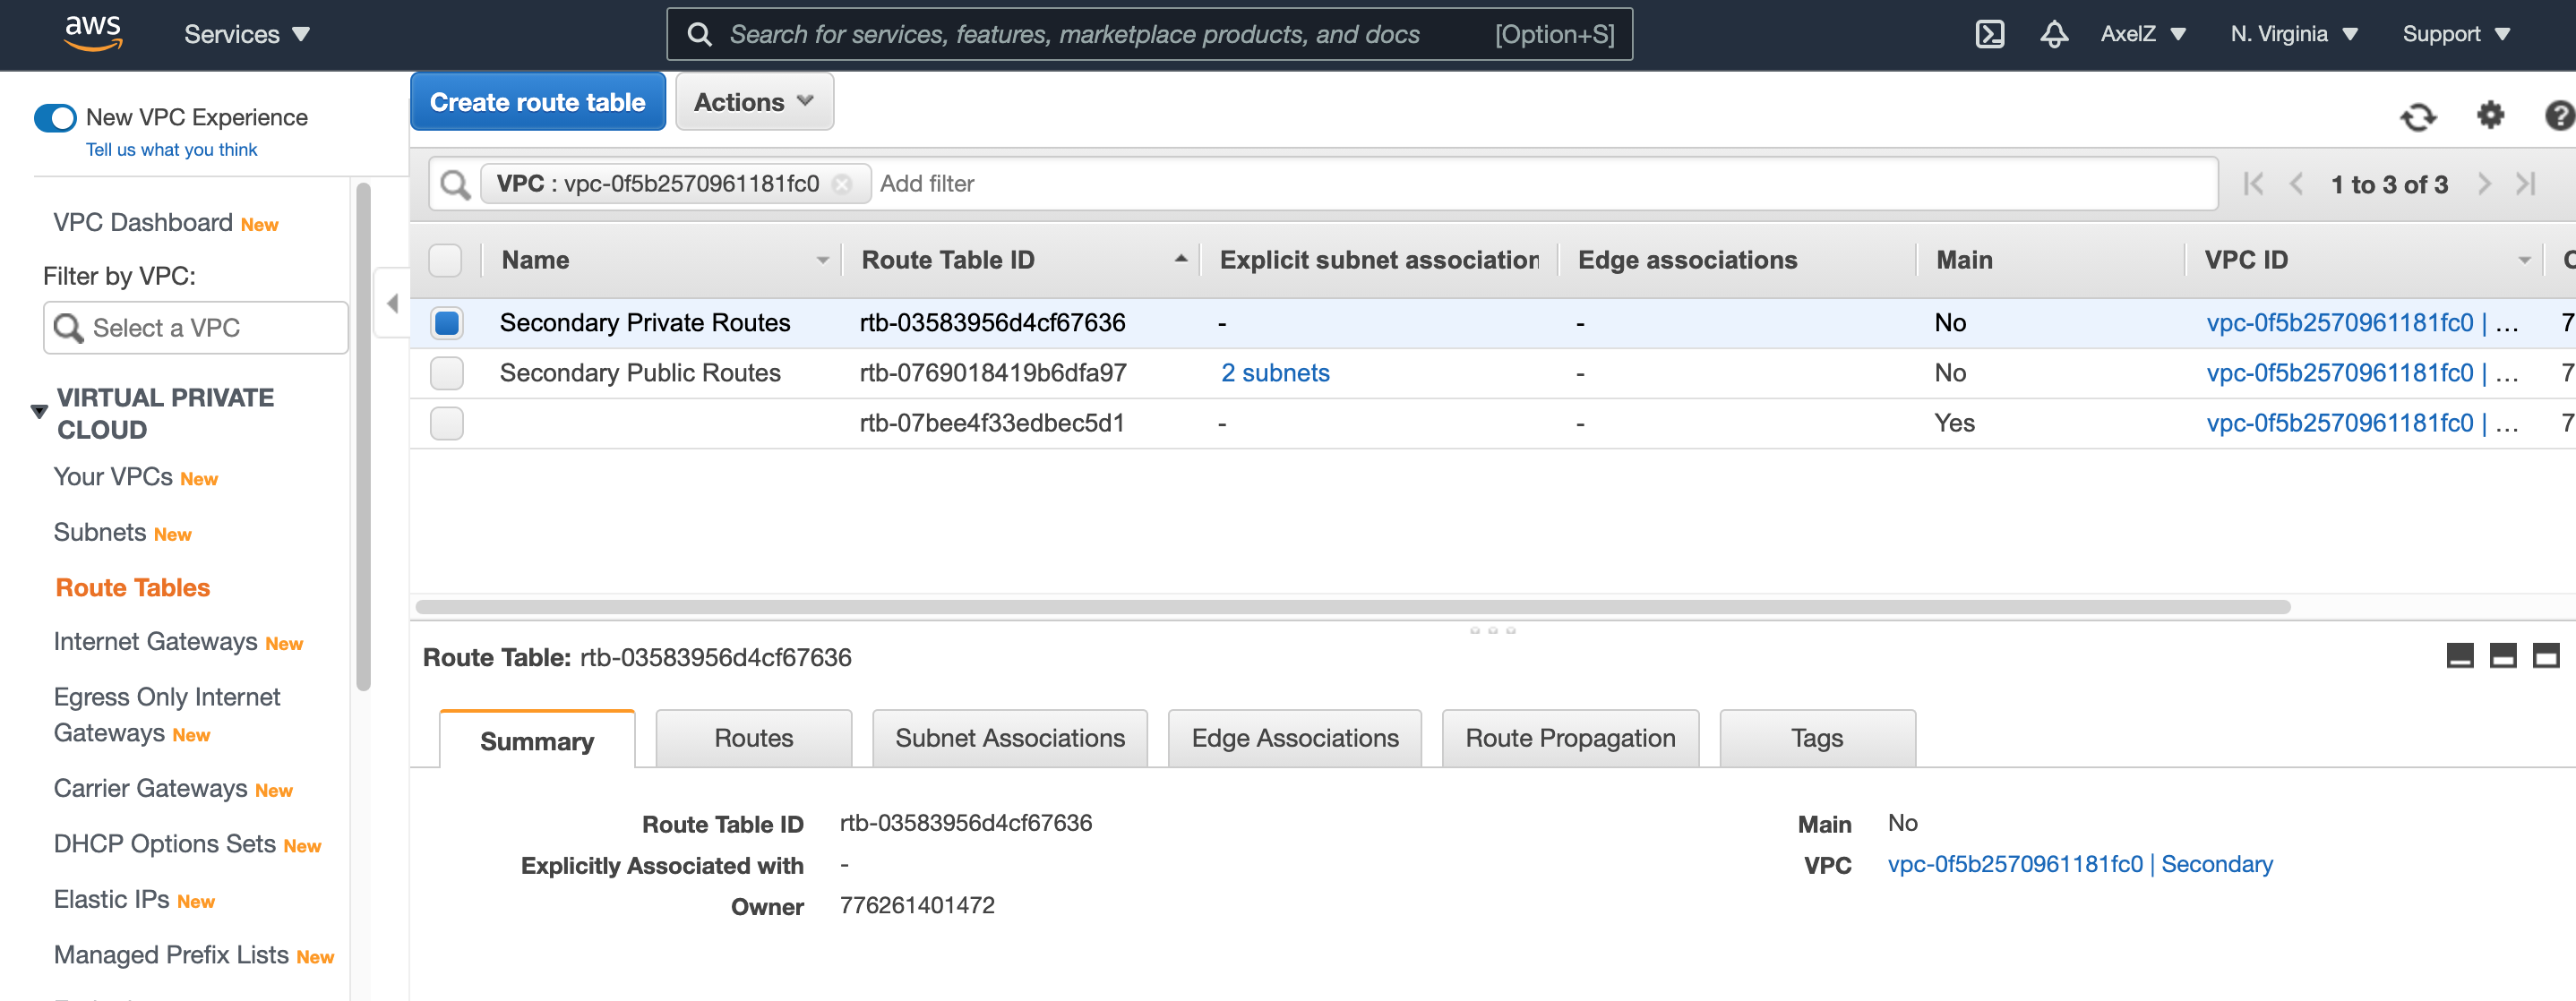 aws Services Search for services, features, marketplace products, and docs [Option+S] AxelZ N. Virginia Support
New VPC Experience
Tell us what you think
VPC Dashboard New
Filter by VPC:
Select a VPC
VIRTUAL PRIVATE
CLOUD
Your VPCs New
Subnets New
Route Tables
Internet Gateways New
Egress Only Internet
Gateways New
Carrier Gateways New
DHCP Options Sets New
Elastic IPs New
Managed Prefix Lists New
Create route table Actions
VPC : vpc-0f5b2570961181fc0 Add filter 1 to 3 of 3
Name Route Table ID Explicit subnet association Edge associations Main VPC ID
Secondary Private Routes rtb-03583956d4cf67636 - - No vpc-0f5b2570961181fc0 | ... 7
Secondary Public Routes rtb-0769018419b6dfa97 2 subnets - No vpc-0f5b2570961181fc0 | ... 7
rtb-07bee4f33edbec5d1 - - Yes vpc-0f5b2570961181fc0 | ... 7
Route Table: rtb-03583956d4cf67636
Summary Routes Subnet Associations Edge Associations Route Propagation Tags
Route Table ID rtb-03583956d4cf67636 Main No
Explicitly Associated with - VPC vpc-0f5b2570961181fc0 | Secondary
Owner 776261401472